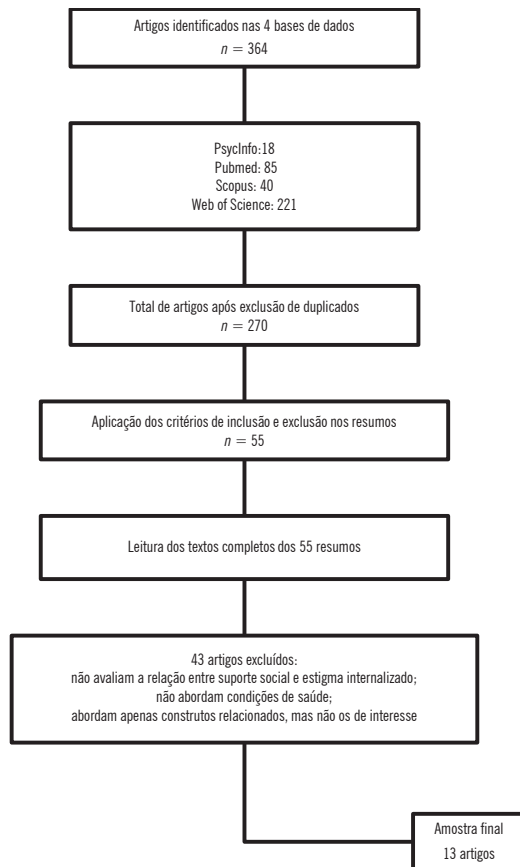 Artigos identificados nas 4 bases de dados
n = 364
PsycInfo:18
Pubmed: 85
Scopus: 40
Web of Science: 221
Total de artigos após exclusão de duplicados
n = 270
Aplicação dos critérios de inclusão e exclusão nos resumos
n = 55
Leitura dos textos completos dos 55 resumos
43 artigos excluídos:
não avaliam a relação entre suporte social e estigma internalizado;
não abordam condições de saúde;
abordam apenas construtos relacionados, mas não os de interesse
Amostra final
13 artigos